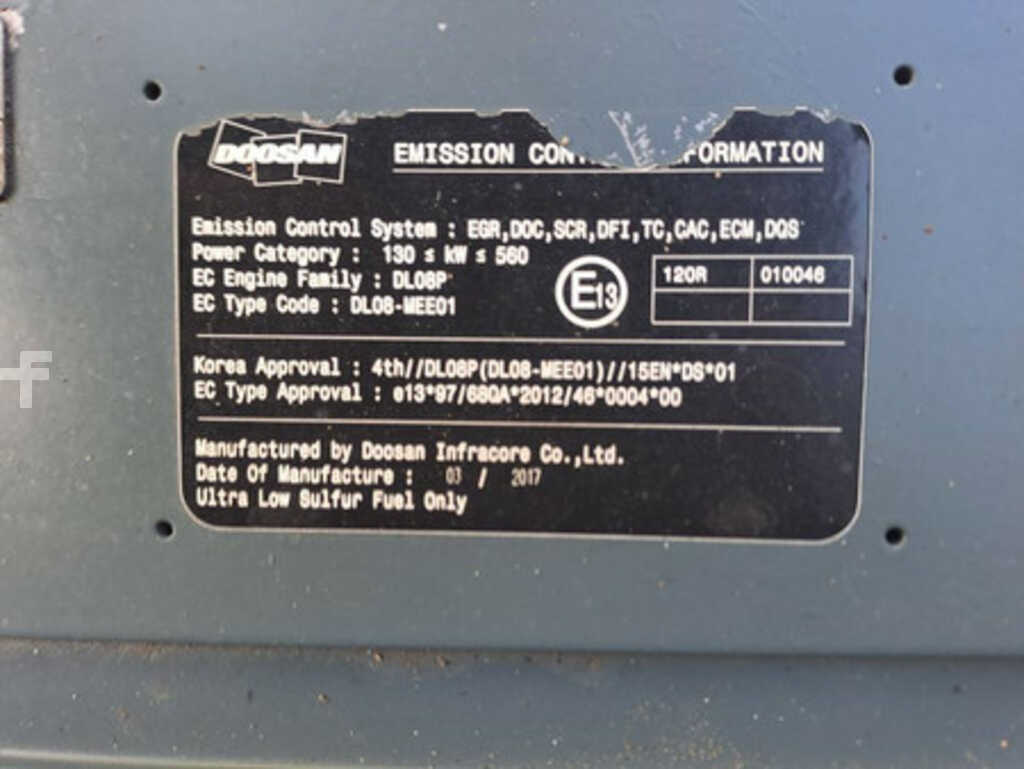 DOOSAN
EMISSION CONTROL INFORMATION
Emission Control System : EGR,DOC,SCR,DFI,TC,CAC,ECM,DQS
Power Category : 130 ≤ kW ≤ 560
EC Engine Family : DL08P
EC Type Code : DL08-MEE01
E13
120R 010046
Korea Approval : 4th//DL08P(DL08-MEE01)//15EN*DS*01
EC Type Approval : e13*97/68QA*2012/46*0004*00
Manufactured by Doosan Infracore Co.,Ltd.
Date Of Manufacture : 03 / 2017
Ultra Low Sulfur Fuel Only